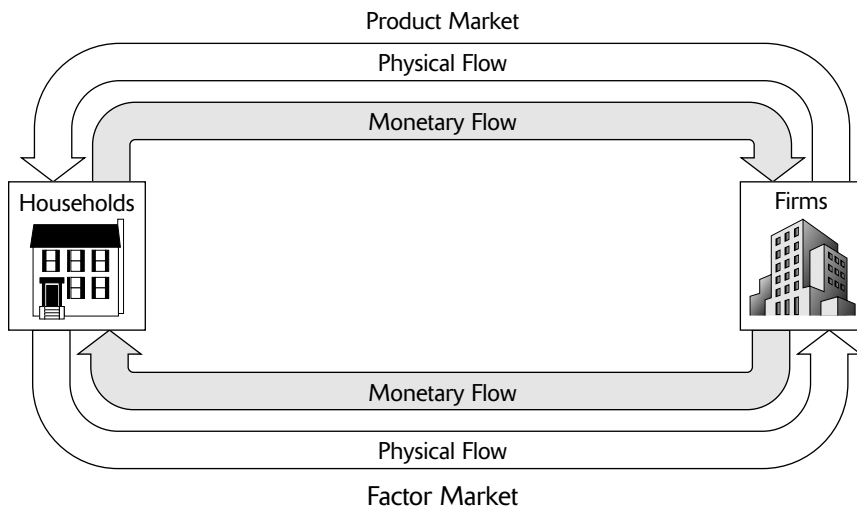 Product Market
Physical Flow
Monetary Flow
Households
Firms
Monetary Flow
Physical Flow
Factor Market